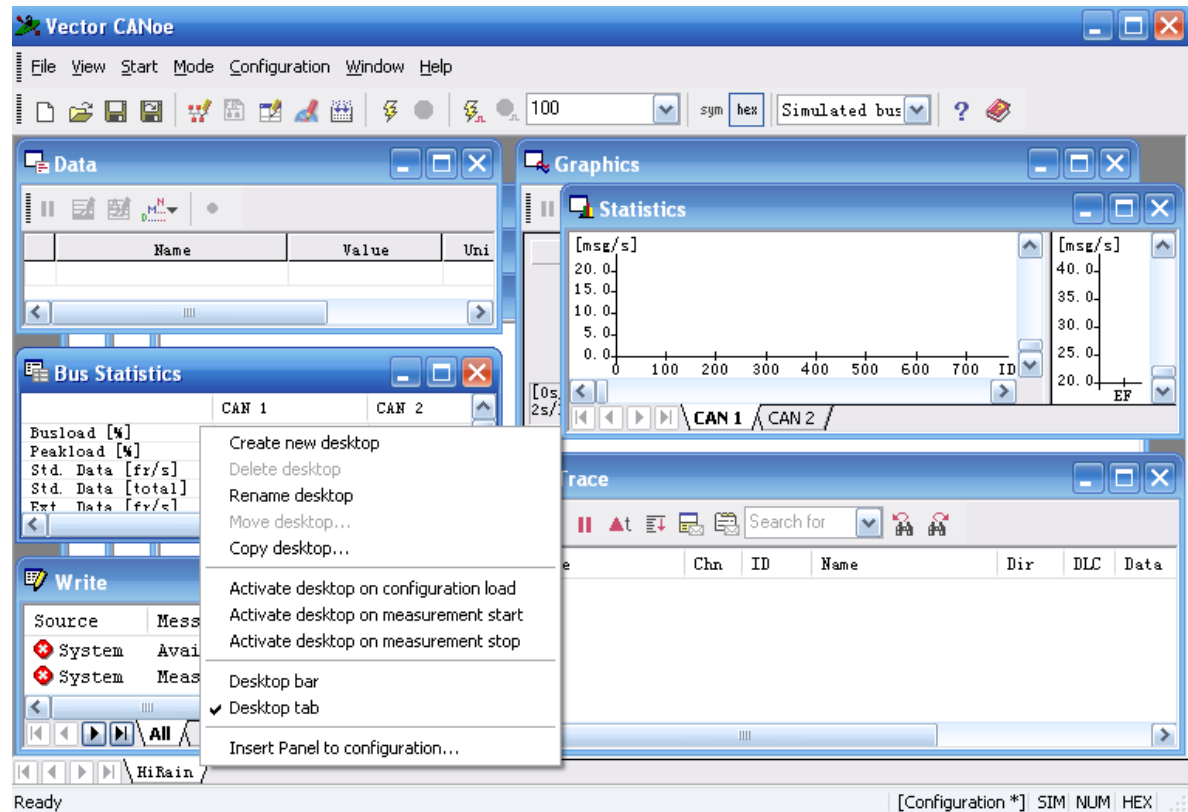 Vector CANoe
File View Start Mode Configuration Window Help
100 sym hex Simulated bus ?
Data
Name Value Uni
Graphics
Statistics
[msg/s] [msg/s]
20.0 40.0
15.0 35.0
10.0 30.0
5.0 25.0
0.0 20.0
0 100 200 300 400 500 600 700 ID EF
[0s
2s/
CAN 1 CAN 2
Bus Statistics
CAN 1 CAN 2
Busload [%]
Peakload [%]
Std. Data [fr/s]
Std. Data [total]
Ext. Data [fr/s]
Create new desktop
Delete desktop
Rename desktop
Move desktop...
Copy desktop...
Activate desktop on configuration load
Activate desktop on measurement start
Activate desktop on measurement stop
Desktop bar
Desktop tab
Insert Panel to configuration...
Trace
Δt Search for
Chn ID Name Dir DLC Data
Write
Source Mess
System Avai
System Meas
All
HiRain
Ready [Configuration *] SIM NUM HEX